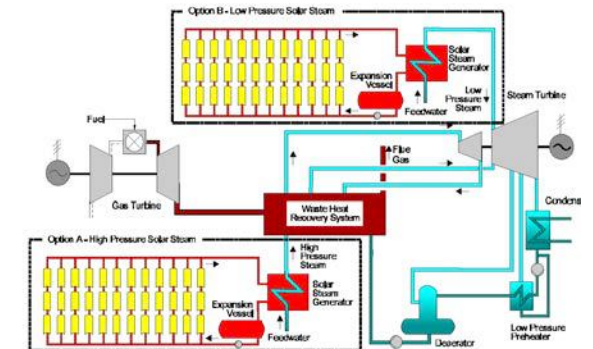 Option B - Low Pressure Solar Steam
Solar
Steam
Generator
Expansion
Vessel
Low
Pressure
Steam
Feedwater
Steam Turbine
Fuel
Flue
Gas
Gas Turbine
Waste Heat
Recovery System
Condens
Option A - High Pressure Solar Steam
High
Pressure
Steam
Solar
Steam
Generator
Expansion
Vessel
Feedwater
Deaerator
Low Pressure
Preheater